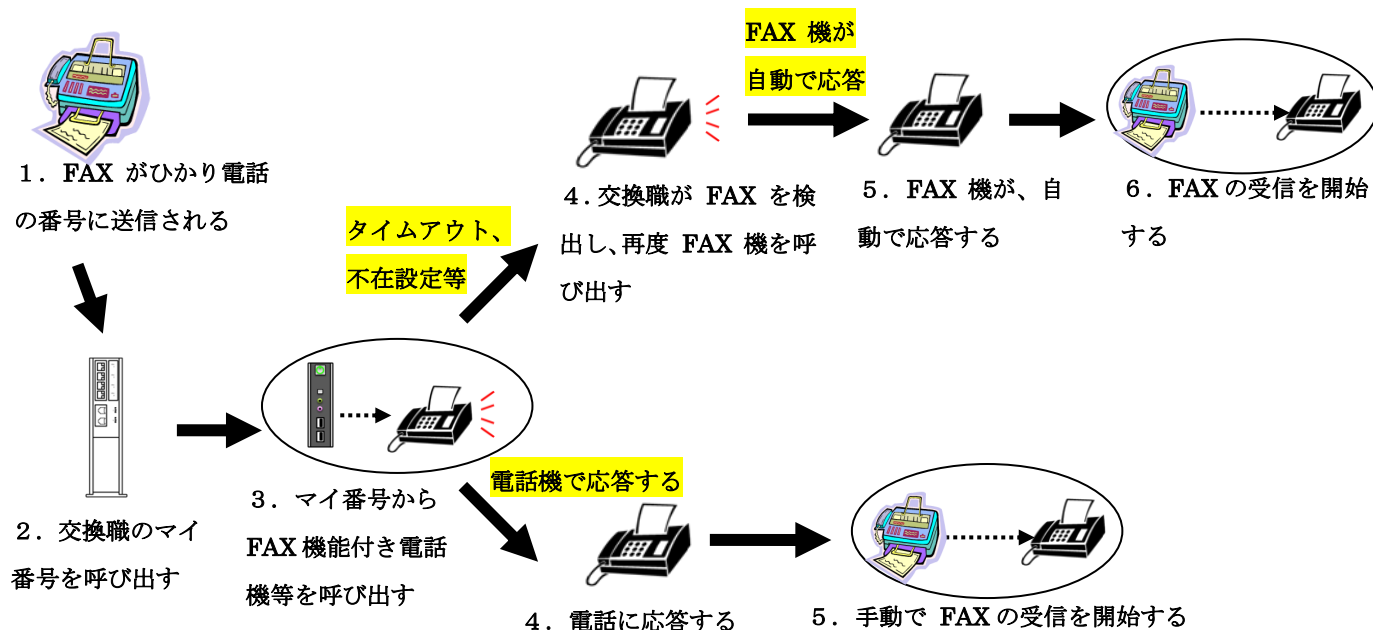 １．FAX がひかり電話
の番号に送信される
２．交換職のマイ
番号を呼び出す
３．マイ番号から
FAX 機能付き電話
機等を呼び出す
タイムアウト、
不在設定等
４.交換職が FAX を検
出し、再度 FAX 機を呼
び出す
FAX 機が
自動で応答
５．FAX 機が、自
動で応答する
６．FAX の受信を開始
する
電話機で応答する
４．電話に応答する
５．手動で FAX の受信を開始する